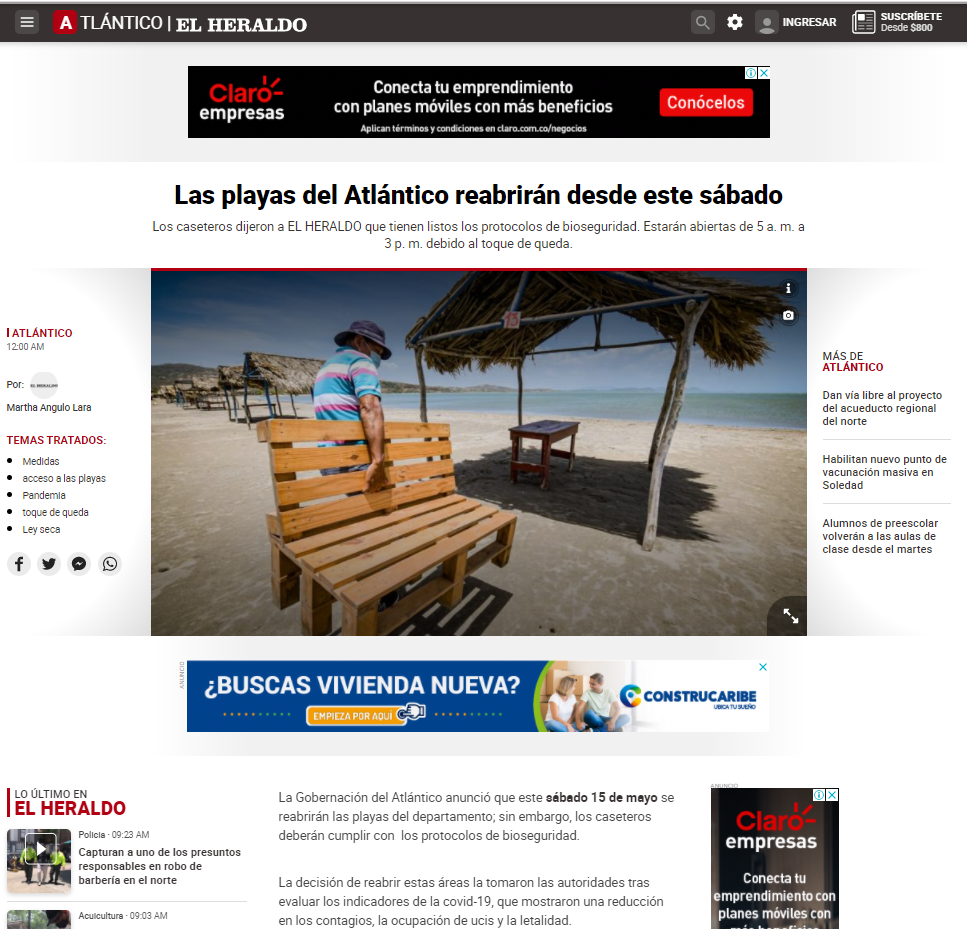 A TLÁNTICO | EL HERALDO
INGRESAR
SUSCRÍBETE
Desde $800
Claro
empresas
Conecta tu emprendimiento
con planes móviles con más beneficios
Aplican términos y condiciones en claro.com.co/negocios
Conócelos
Las playas del Atlántico reabrirán desde este sábado
Los caseteros dijeron a EL HERALDO que tienen listos los protocolos de bioseguridad. Estarán abiertas de 5 a. m. a
3 p. m. debido al toque de queda.
ATLÁNTICO
12:00 AM
Por: EL HERALDO
Martha Angulo Lara
TEMAS TRATADOS:
Medidas
acceso a las playas
Pandemia
toque de queda
Ley seca
MÁS DE
ATLÁNTICO
Dan vía libre al proyecto
del acueducto regional
del norte
Habilitan nuevo punto de
vacunación masiva en
Soledad
Alumnos de preescolar
volverán a las aulas de
clase desde el martes
ANUNCIO
¿BUSCAS VIVIENDA NUEVA?
EMPIEZA POR AQUÍ
CONSTRUCARIBE
UBICA TU SUEÑO
LO ÚLTIMO EN
EL HERALDO
Policía · 09:23 AM
Capturan a uno de los presuntos
responsables en robo de
barbería en el norte
Acuicultura · 09:03 AM
La Gobernación del Atlántico anunció que este sábado 15 de mayo se
reabrirán las playas del departamento; sin embargo, los caseteros
deberán cumplir con los protocolos de bioseguridad.
La decisión de reabrir estas áreas la tomaron las autoridades tras
evaluar los indicadores de la covid-19, que mostraron una reducción
en los contagios, la ocupación de ucis y la letalidad.
ANUNCIO
Claro
empresas
Conecta tu
emprendimiento con
planes móviles con
más beneficios